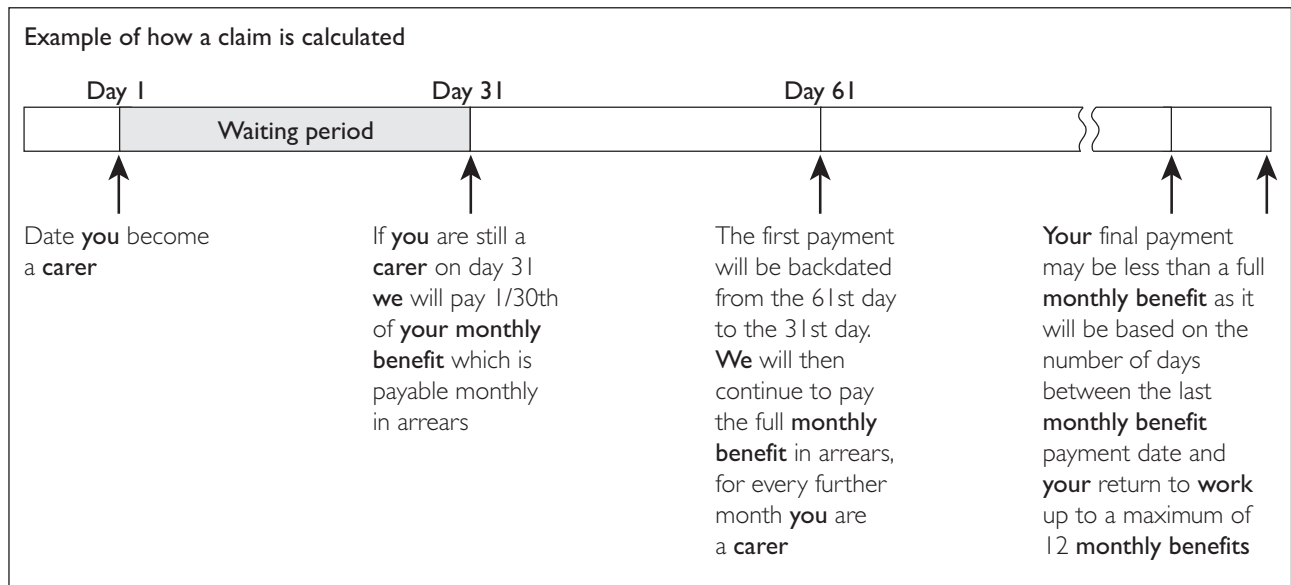 Example of how a claim is calculated
Day 1
Day 31
Day 61
Waiting period
Date you become
a carer
If you are still a
carer on day 31
we will pay 1/30th
of your monthly
benefit which is
payable monthly
in arrears
The first payment
will be backdated
from the 61st day
to the 31st day.
We will then
continue to pay
the full monthly
benefit in arrears,
for every further
month you are
a carer
Your final payment
may be less than a full
monthly benefit as it
will be based on the
number of days
between the last
monthly benefit
payment date and
your return to work
up to a maximum of
12 monthly benefits